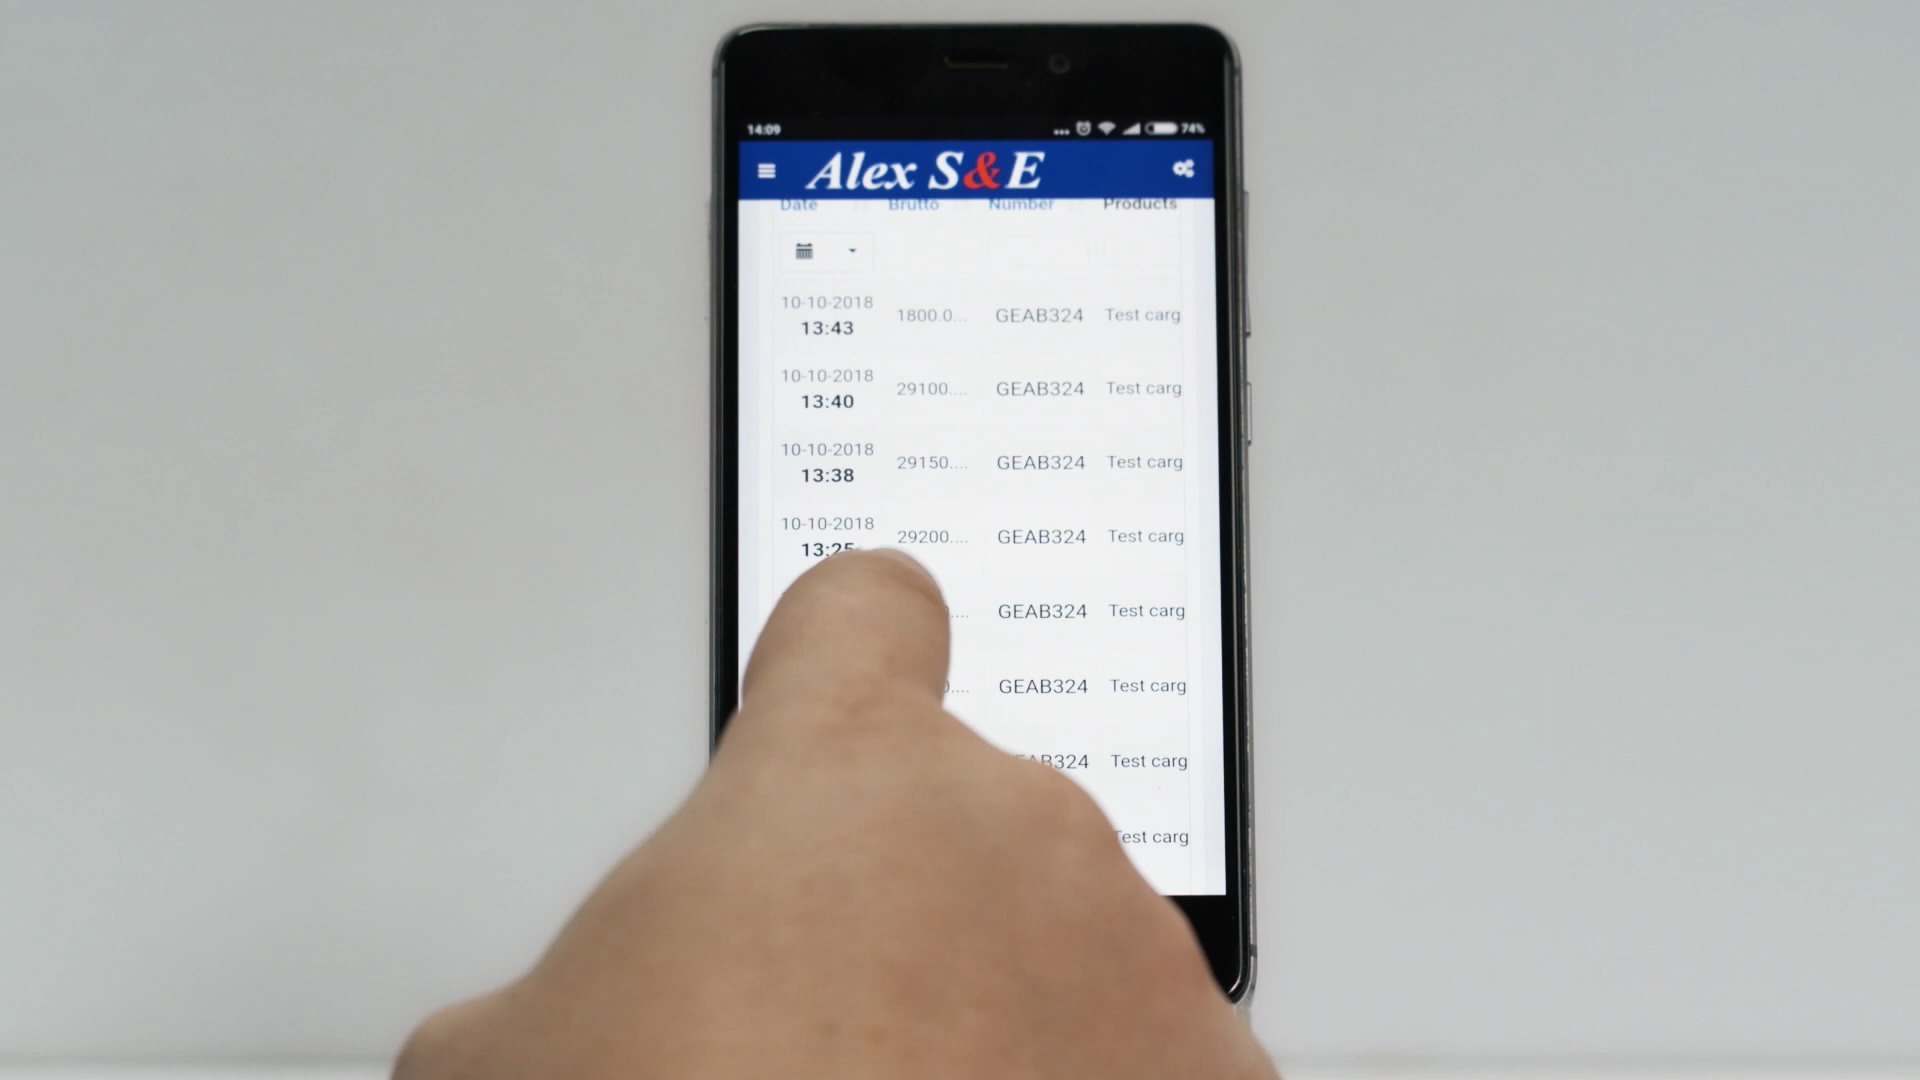 14:09 ... 74%
Alex S&E
Date Brutto Number Products
10-10-2018
13:43 1800.0... GEAB324 Test carg
10-10-2018
13:40 29100.... GEAB324 Test carg
10-10-2018
13:38 29150.... GEAB324 Test carg
10-10-2018
13:25 29200.... GEAB324 Test carg
GEAB324 Test carg
GEAB324 Test carg
Test carg
Test carg